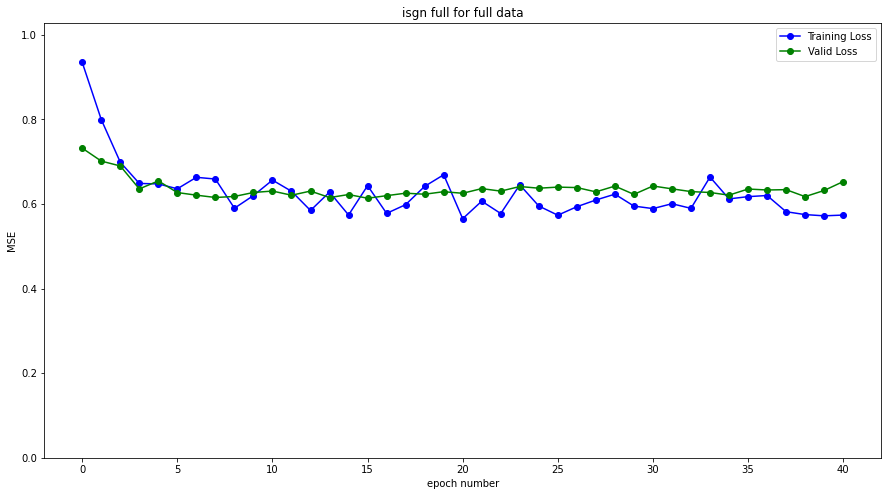 isgn full for full data
Training Loss
Valid Loss
1.0
0.8
0.6
0.4
0.2
0.0
MSE
0 5 10 15 20 25 30 35 40
epoch number